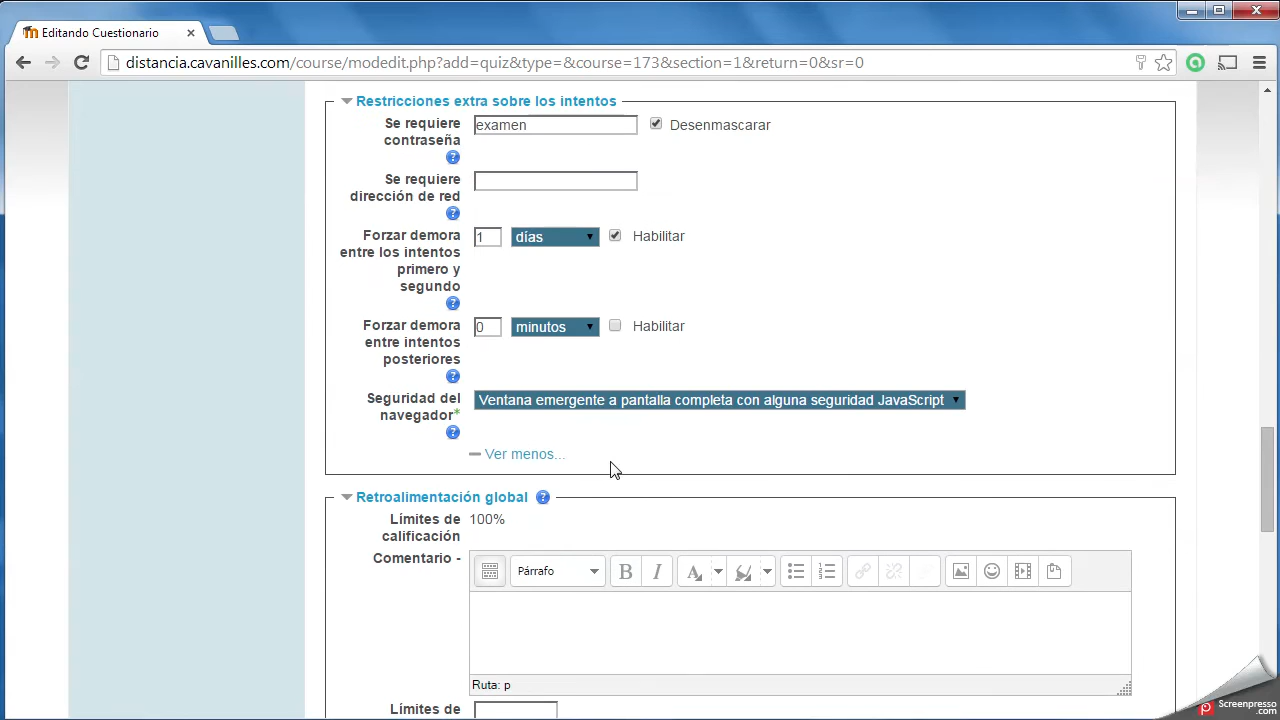 Editando Cuestionario
distancia.cavanilles.com/course/modedit.php?add=quiz&type=&course=173&section=1&return=0&sr=0
Restricciones extra sobre los intentos
Se requiere contraseña
examen
Desenmascarar
Se requiere dirección de red
Forzar demora entre los intentos primero y segundo
1 días
Habilitar
Forzar demora entre intentos posteriores
0 minutos
Habilitar
Seguridad del navegador*
Ventana emergente a pantalla completa con alguna seguridad JavaScript
Ver menos...
Retroalimentación global
Límites de calificación
100%
Comentario -
Párrafo
B I A
Ruta: p
Límites de
Screenpresso
.com